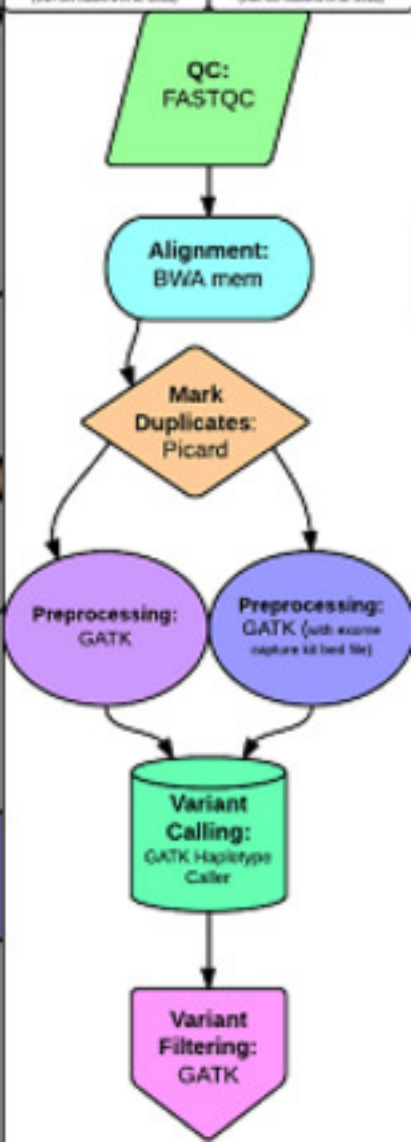 QC:
FASTQC
Alignment:
BWA mem
Mark
Duplicates:
Picard
Preprocessing:
GATK
Preprocessing:
GATK (with exome
capture kit bed file)
Variant
Calling:
GATK Haplotype
Caller
Variant
Filtering:
GATK